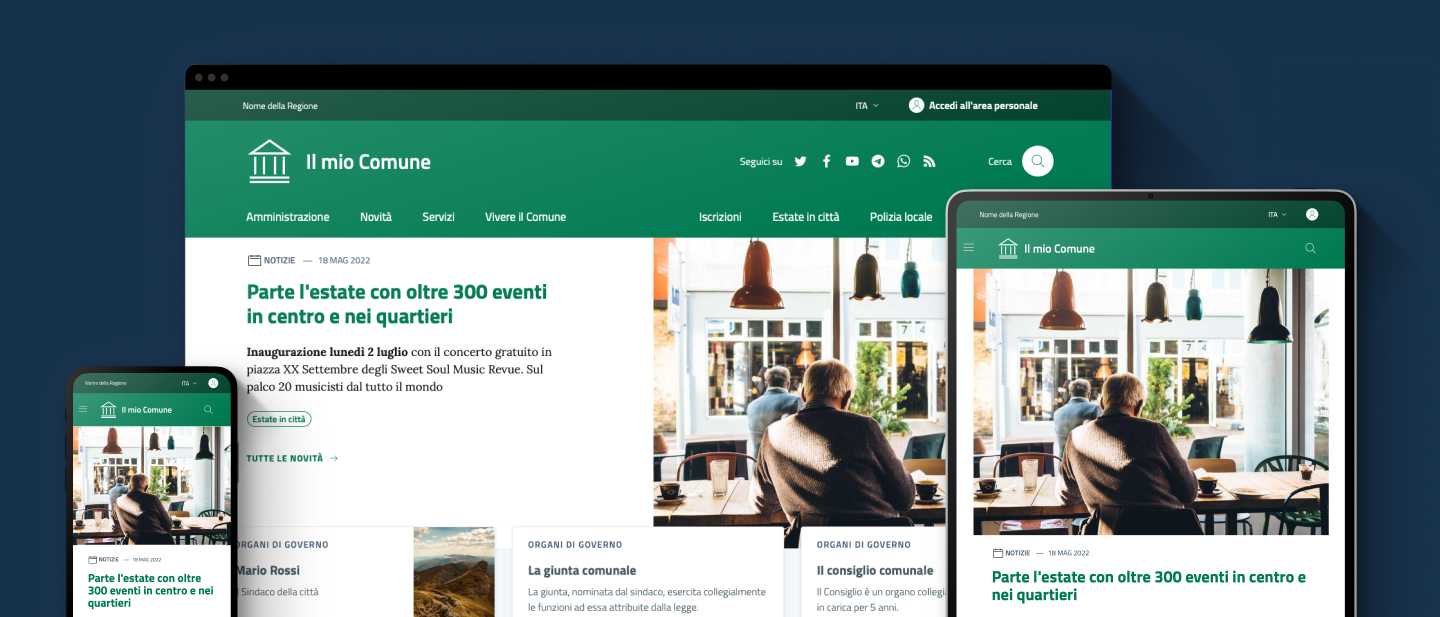 Nome della Regione
ITA
Accedi all'area personale
Il mio Comune
Seguici su
Cerca
Amministrazione
Novità
Servizi
Vivere il Comune
Iscrizioni
Estate in città
Polizia locale
NOTIZIE — 18 MAG 2022
Parte l'estate con oltre 300 eventi
in centro e nei quartieri
Inaugurazione lunedì 2 luglio con il concerto gratuito in
piazza XX Settembre degli Sweet Soul Music Revue. Sul
palco 20 musicisti dal tutto il mondo
Estate in città
TUTTE LE NOVITÀ
7 4
ORGANI DI GOVERNO
Mario Rossi
Sindaco della città
ORGANI DI GOVERNO
La giunta comunale
La giunta, nominata dal sindaco, esercita collegialmente
le funzioni ad essa attribuite dalla legge.
ORGANI DI GOVERNO
Il consiglio comunale
Il Consiglio è un organo collegi
in carica per 5 anni.
Nome della Regione
ITA
Il mio Comune
7 4
NOTIZIE — 18 MAG 2022
Parte l'estate con oltre 300 eventi in centro e
nei quartieri
Nome della Regione
ITA
Il mio Comune
NOTIZIE — 18 MAG 2022
Parte l'estate con oltre
300 eventi in centro e nei
quartieri